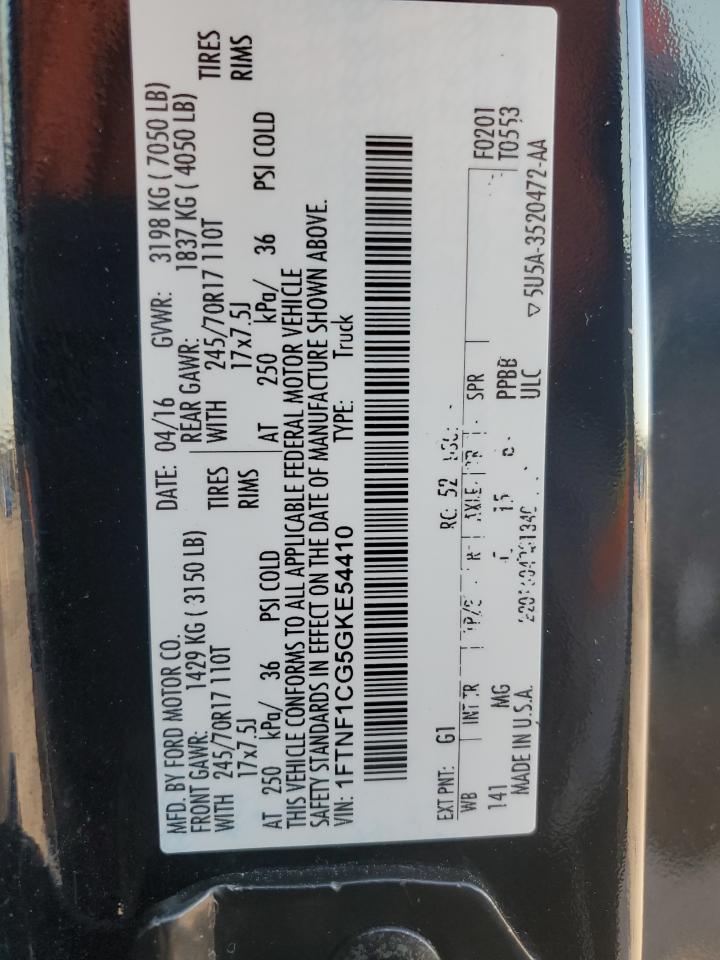 MFD. BY FORD MOTOR CO. DATE: 04/16 GVWR: 3198 KG ( 7050 LB)
FRONT GAWR: 1429 KG ( 3150 LB) REAR GAWR: 1837 KG ( 4050 LB)
WITH 245/70R17 110T TIRES WITH 245/70R17 110T TIRES
17x7.5J RIMS 17x7.5J RIMS
AT 250 kPa/ 36 PSI COLD AT 250 kPa/ 36 PSI COLD
THIS VEHICLE CONFORMS TO ALL APPLICABLE FEDERAL MOTOR VEHICLE
SAFETY STANDARDS IN EFFECT ON THE DATE OF MANUFACTURE SHOWN ABOVE.
VIN: 1FTNF1CG5GKE54410 TYPE: Truck
EXT PNT: G1 RC: 52
WB INT TR AXLE SPR F0201
141 MG 15 PPBB T0553
MADE IN U.S.A. ULC ▽ 5U5A-3520472-AA